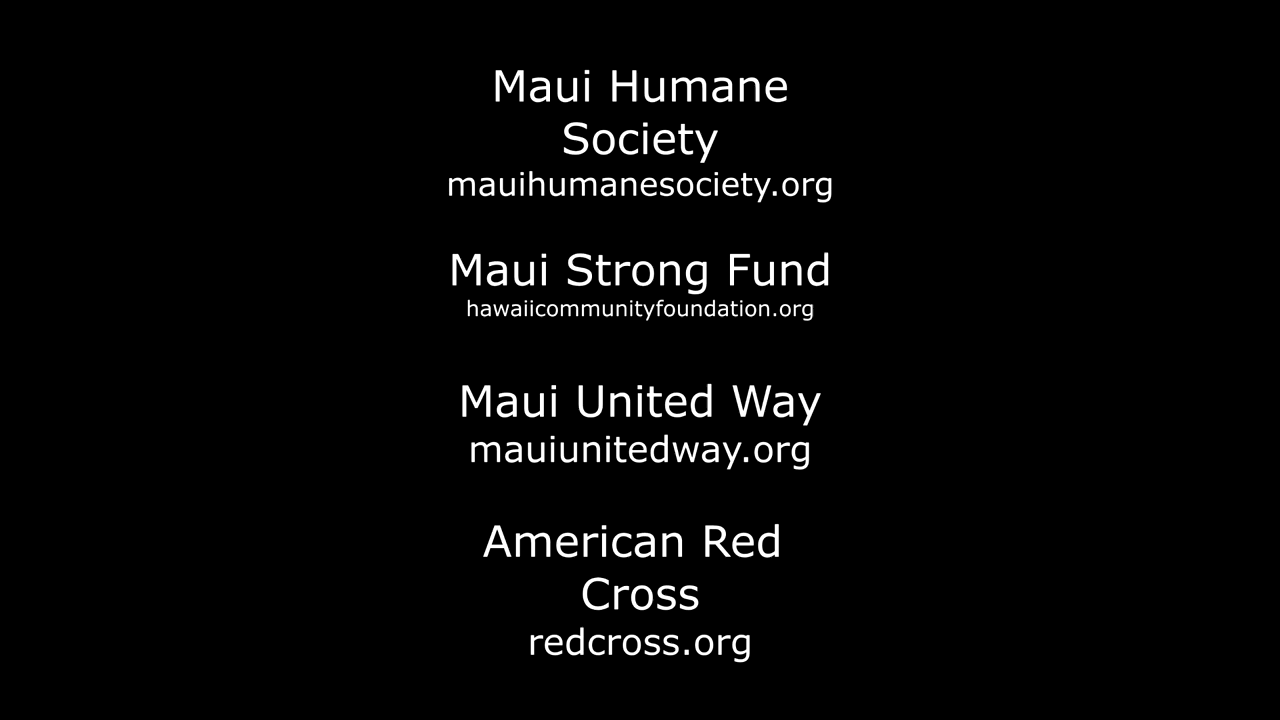 Maui Humane
Society
mauihumanesociety.org
Maui Strong Fund
hawaiicommunityfoundation.org
Maui United Way
mauiunitedway.org
American Red
Cross
redcross.org